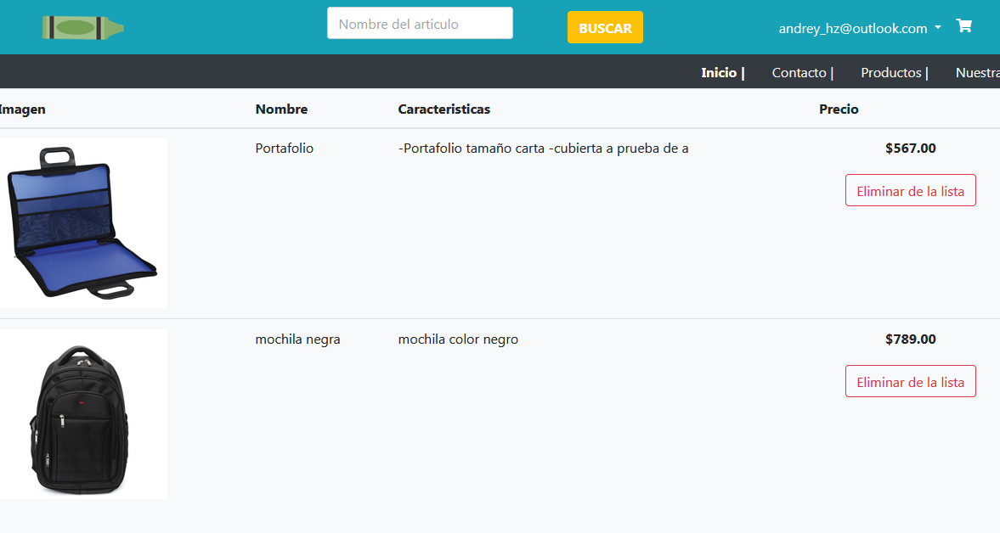 Nombre del articulo
BUSCAR
andrey_hz@outlook.com
Inicio | Contacto | Productos | Nuestra
Imagen Nombre Caracteristicas Precio
Portafolio -Portafolio tamaño carta -cubierta a prueba de a $567.00
Eliminar de la lista
mochila negra mochila color negro $789.00
Eliminar de la lista